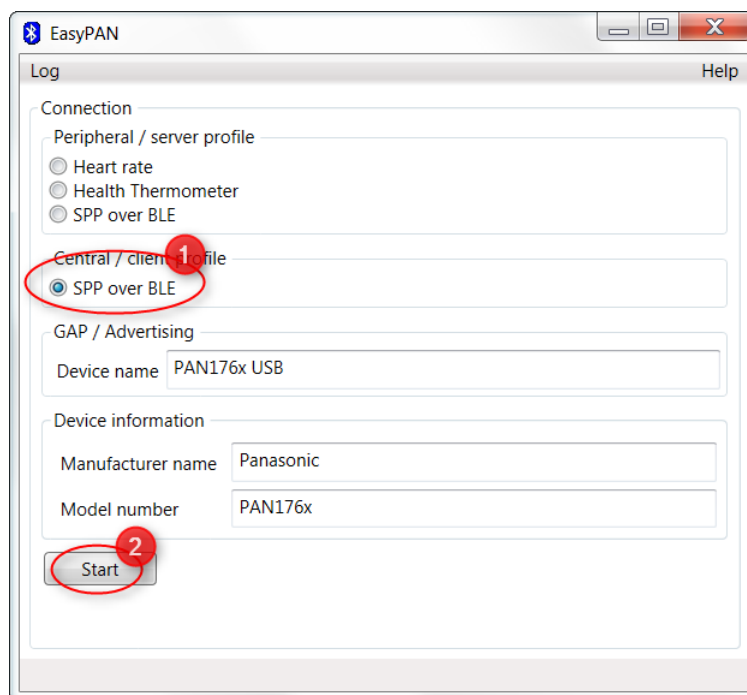 EasyPAN
Log Help
Connection
Peripheral / server profile
Heart rate
Health Thermometer
SPP over BLE
1
Central / client profile
SPP over BLE
GAP / Advertising
Device name PAN176x USB
Device information
Manufacturer name Panasonic
Model number PAN176x
2
Start